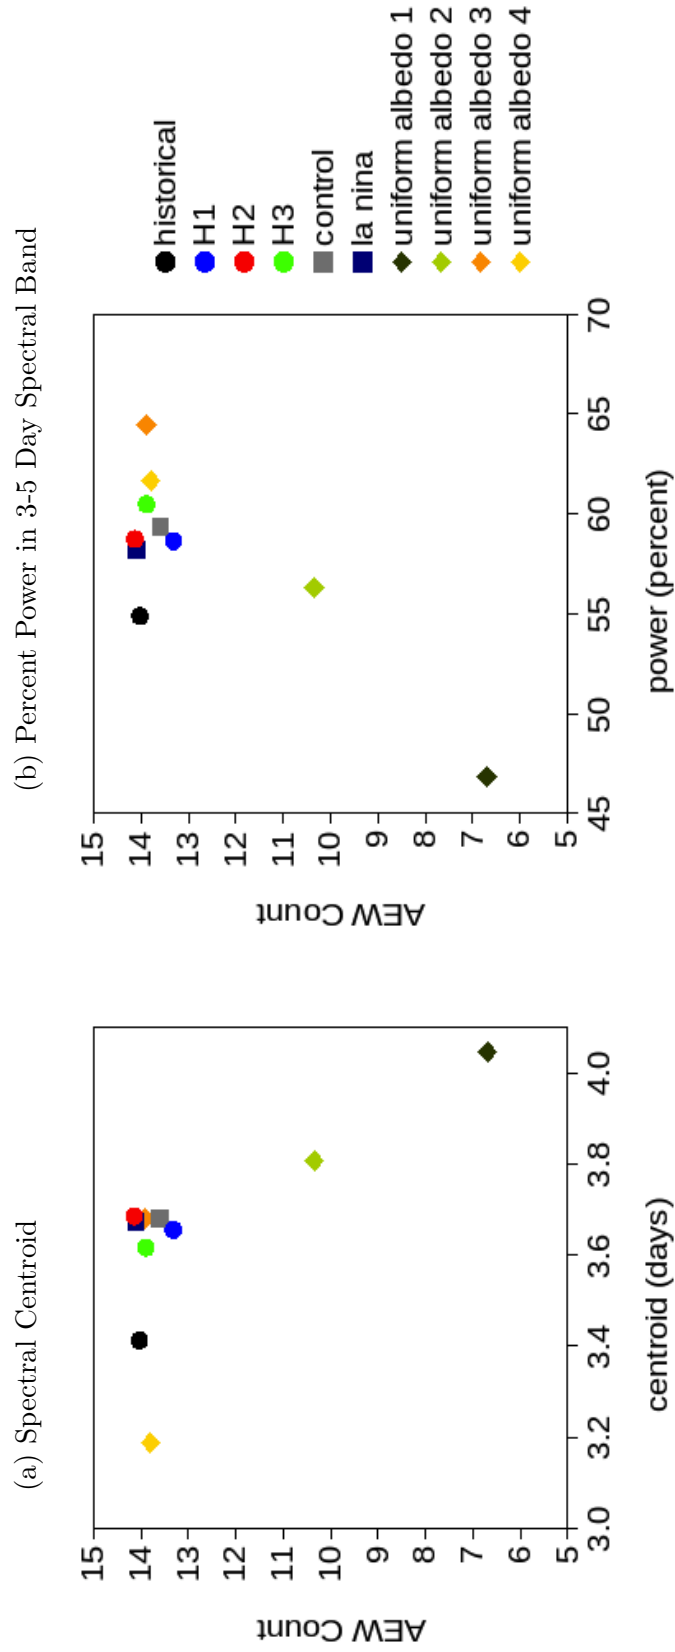 (a) Spectral Centroid
AEW Count
15
14
13
12
11
10
9
8
7
6
5
3.0
3.2
3.4
3.6
3.8
4.0
centroid (days)
(b) Percent Power in 3-5 Day Spectral Band
AEW Count
15
14
13
12
11
10
9
8
7
6
5
45
50
55
60
65
70
power (percent)
historical
H1
H2
H3
control
la nina
uniform albedo 1
uniform albedo 2
uniform albedo 3
uniform albedo 4